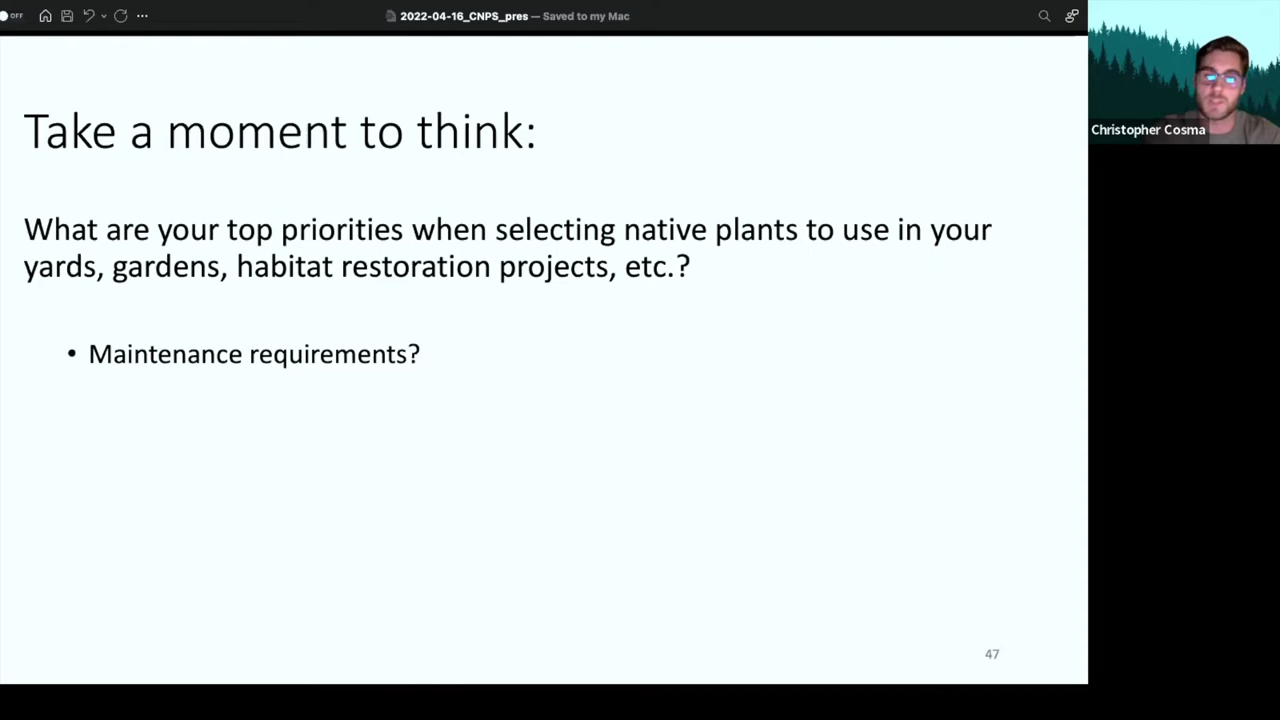 OFF
2022-04-16_CNPS_pres — Saved to my Mac
Christopher Cosma
Take a moment to think:
What are your top priorities when selecting native plants to use in your
yards, gardens, habitat restoration projects, etc.?
• Maintenance requirements?
47